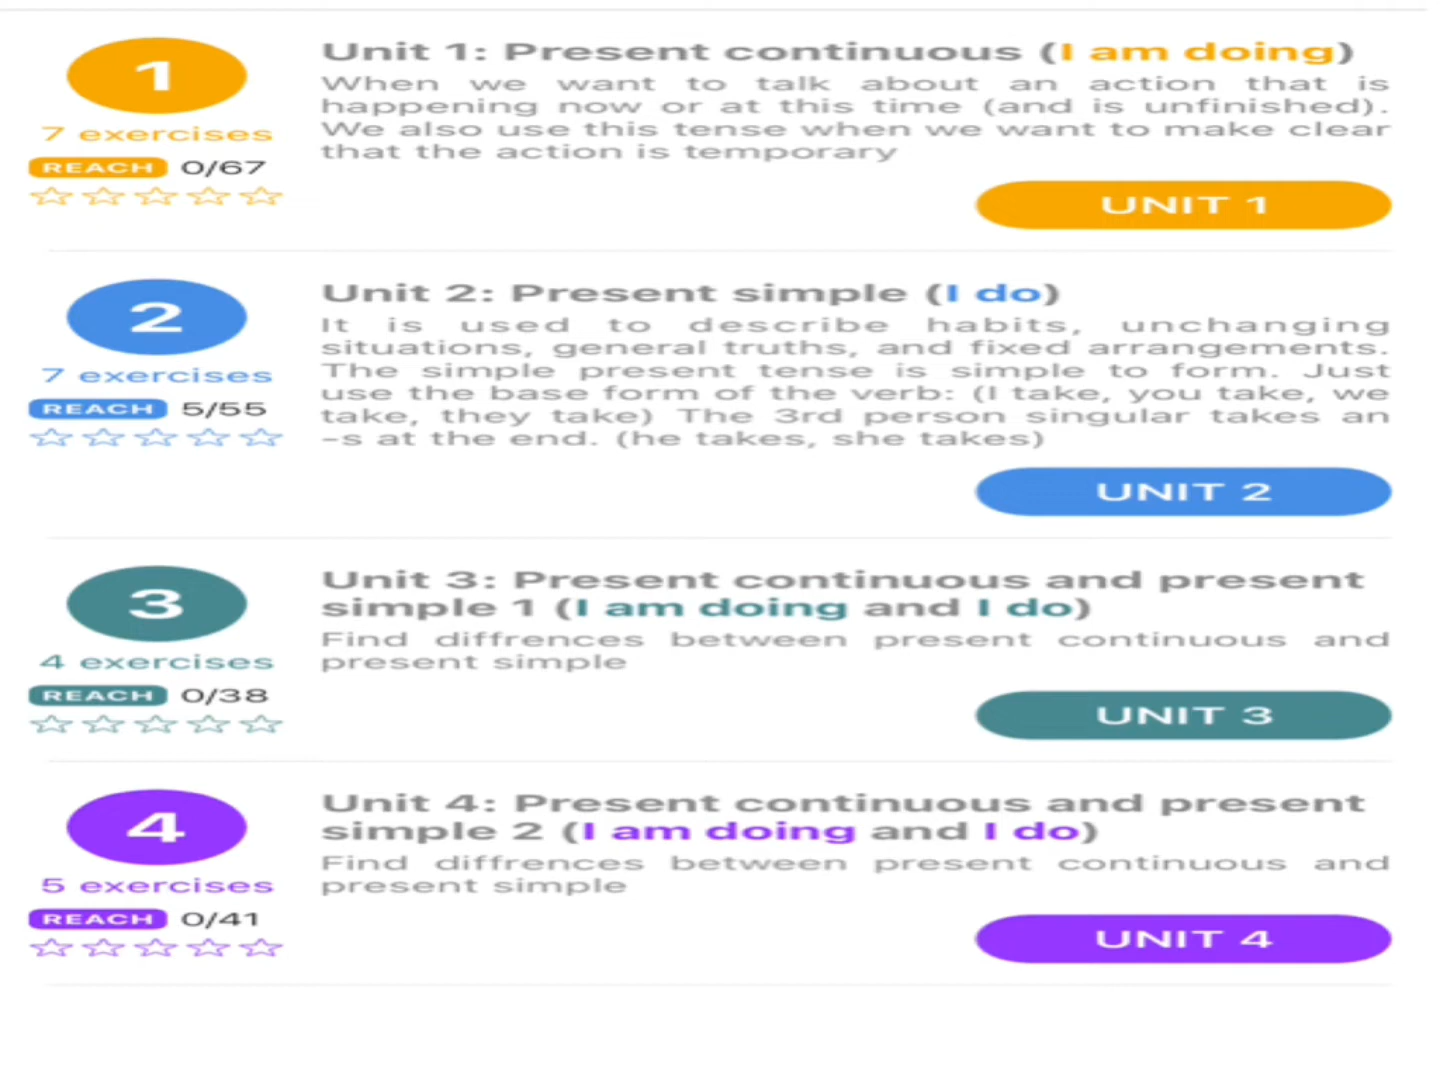 1
Unit 1: Present continuous (I am doing)
When we want to talk about an action that is
happening now or at this time (and is unfinished).
We also use this tense when we want to make clear
that the action is temporary
7 exercises
REACH 0/67
UNIT 1
2
Unit 2: Present simple (I do)
It is used to describe habits, unchanging
situations, general truths, and fixed arrangements.
The simple present tense is simple to form. Just
use the base form of the verb: (I take, you take, we
take, they take) The 3rd person singular takes an
-s at the end. (he takes, she takes)
7 exercises
REACH 5/55
UNIT 2
3
Unit 3: Present continuous and present
simple 1 (I am doing and I do)
Find diffrences between present continuous and
present simple
4 exercises
REACH 0/38
UNIT 3
4
Unit 4: Present continuous and present
simple 2 (I am doing and I do)
Find diffrences between present continuous and
present simple
5 exercises
REACH 0/41
UNIT 4